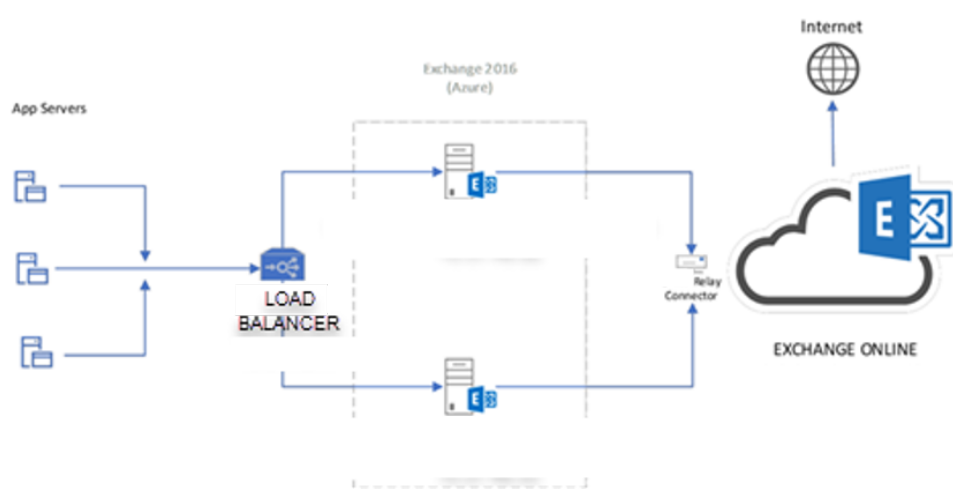 Internet
Exchange 2016
(Azure)
App Servers
E
E
LOAD
BALANCER
Relay
Connector
EXCHANGE ONLINE
E